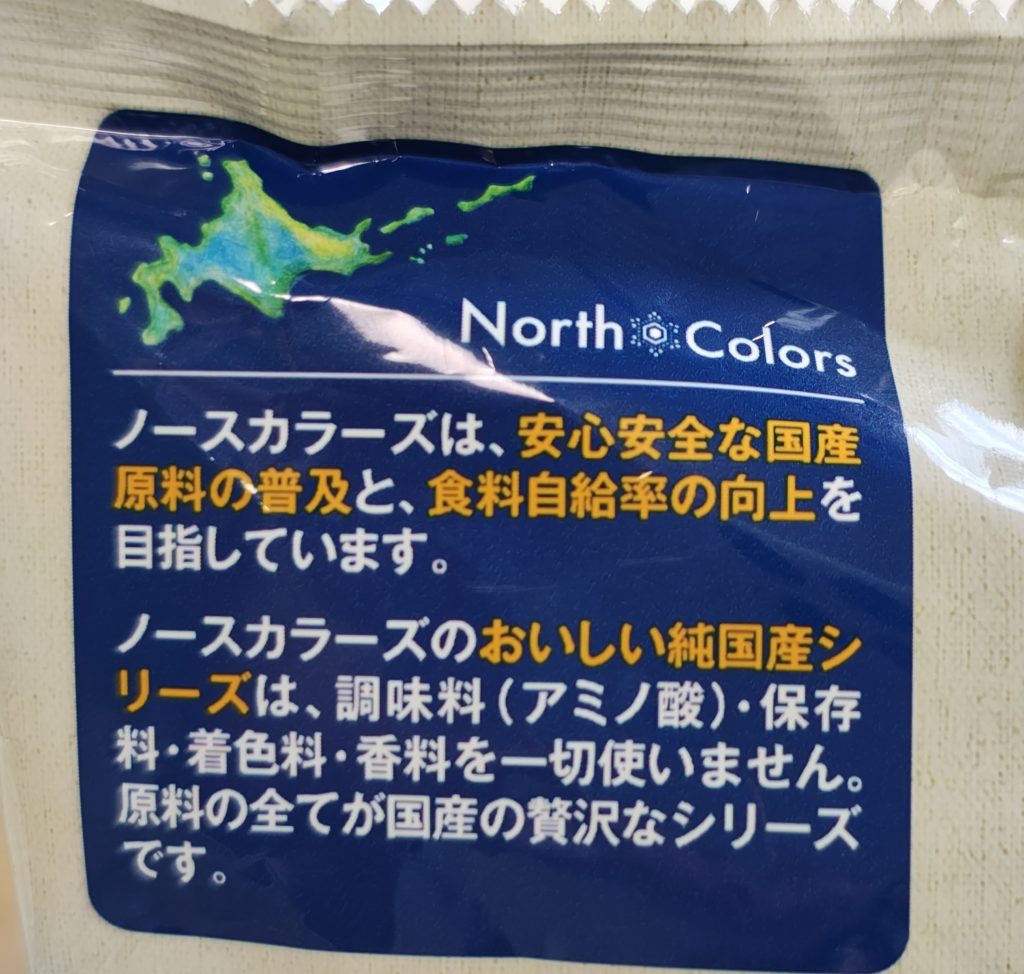 North Colors
ノースカラーズは、安心安全な国産
原料の普及と、食料自給率の向上を
目指しています。
ノースカラーズのおいしい純国産シ
リーズは、調味料(アミノ酸)・保存
料・着色料・香料を一切使いません。
原料の全てが国産の贅沢なシリーズ
です。